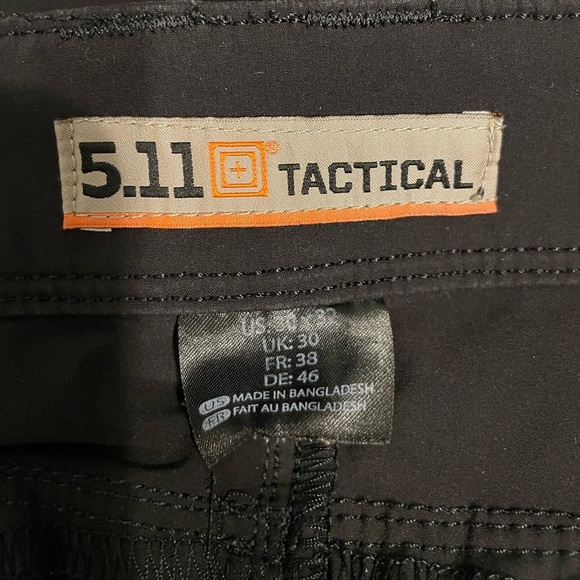 5.11 ® TACTICAL
US:
UK: 30
FR: 38
DE: 46
US MADE IN BANGLADESH
FR FAIT AU BANGLADESH